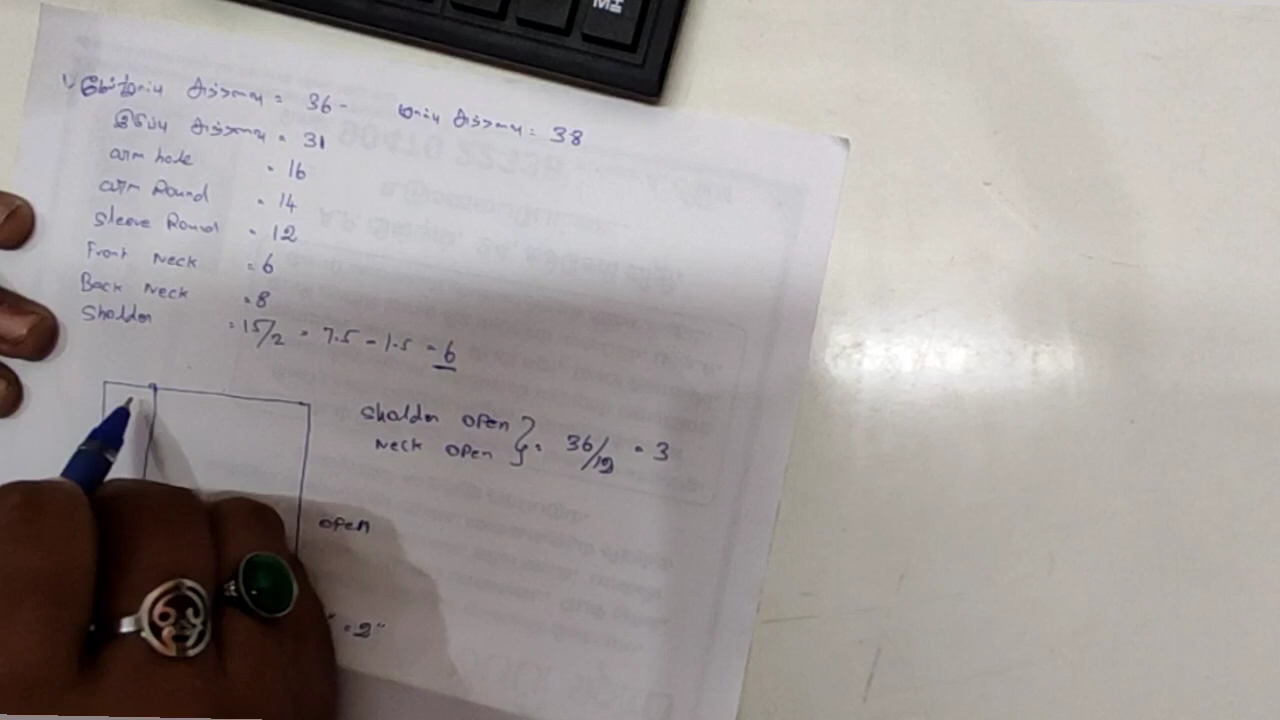 1. மேல்மார்பு சுற்றளவு = 36 - மார்பு சுற்றளவு = 38
இடுப்பு சுற்றளவு = 31
arm hole = 16
arm Round = 14
Sleeve Round = 12
Front Neck = 6
Back Neck = 8
Sholder = 15/2 = 7.5 - 1.5 = 6
Sholder open
Neck open } = 36/12 = 3
open
" = 2"